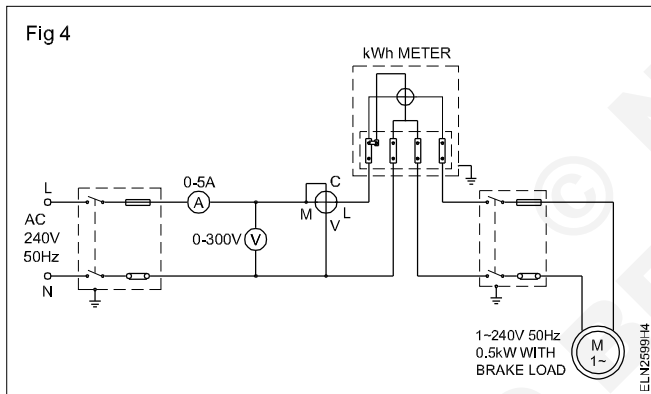 Fig 4
kWh METER
L
0-5A
A
C
M
L
V
AC
240V
50Hz
0-300V
V
N
1~240V 50Hz
0.5kW WITH
BRAKE LOAD
M
1~
ELN2599H4